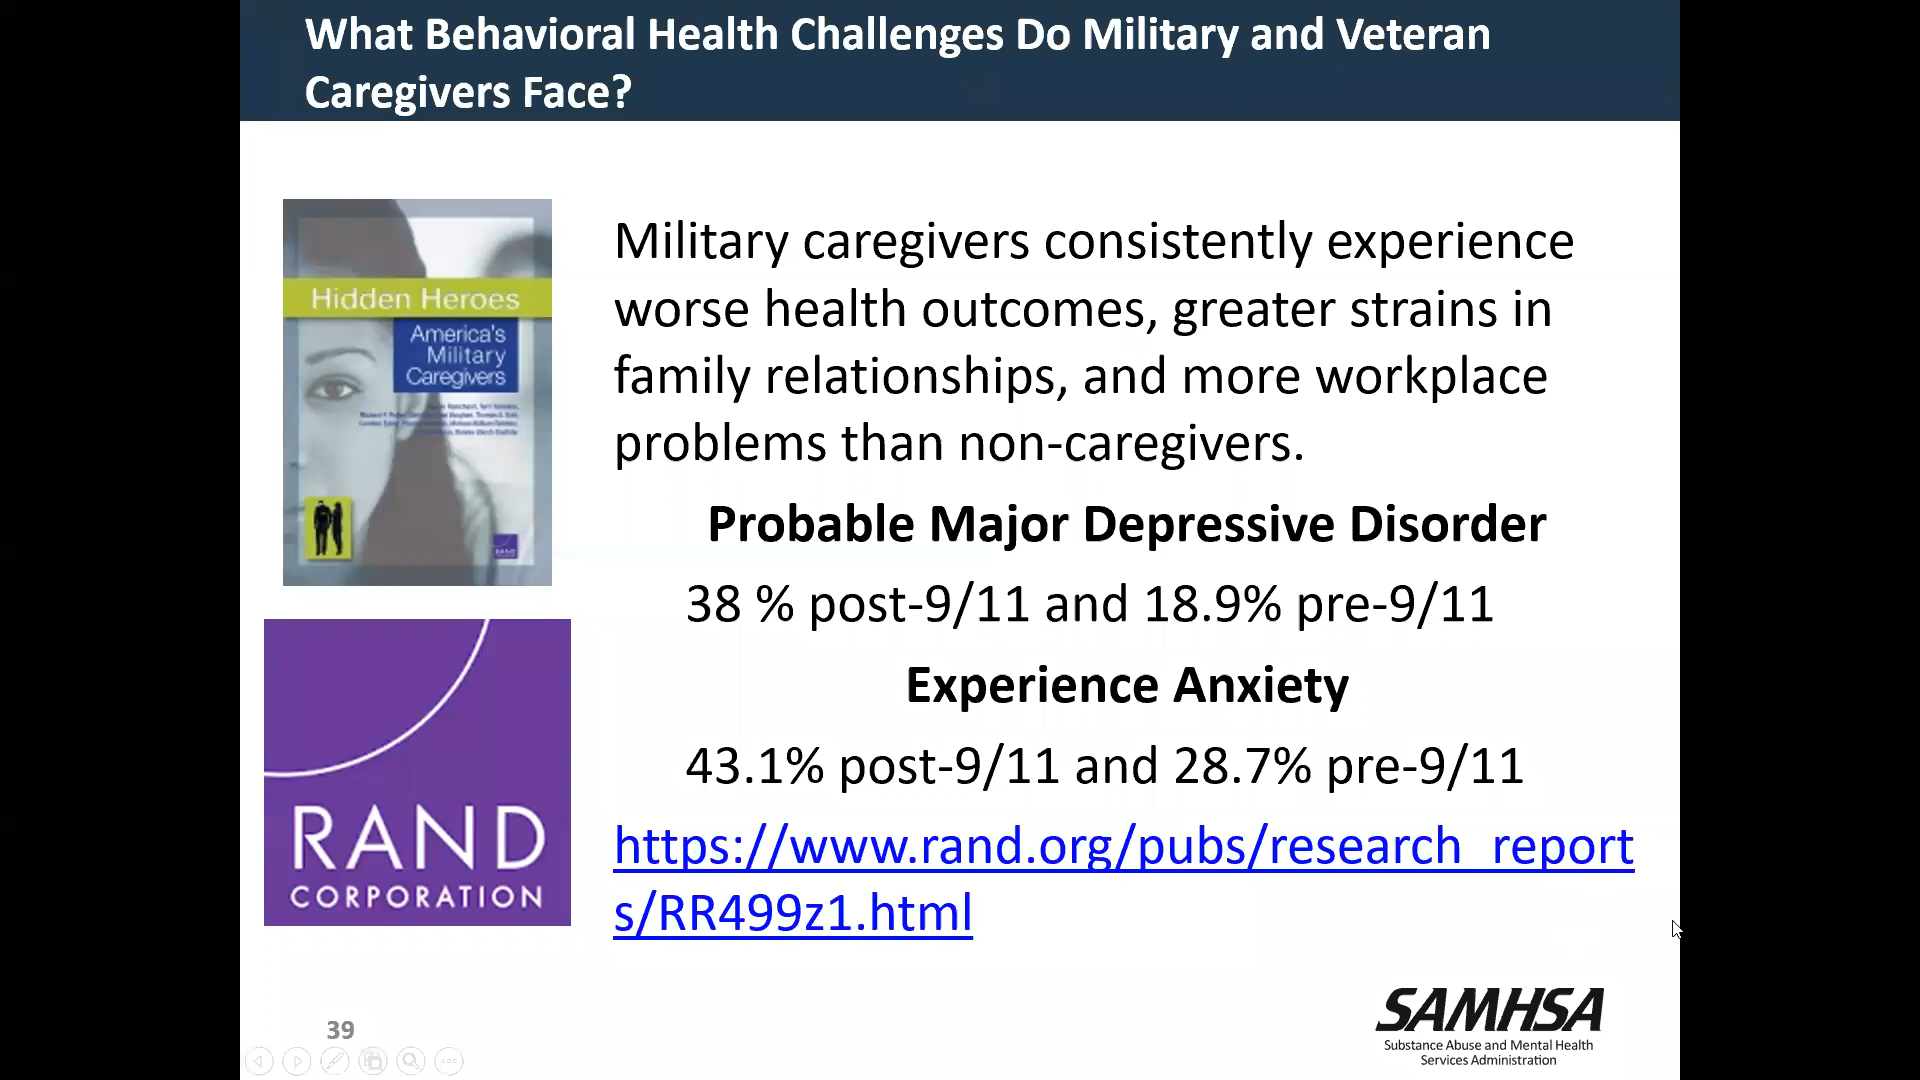 What Behavioral Health Challenges Do Military and Veteran
Caregivers Face?
Hidden Heroes
America's
Military
Caregivers
RAND
RAND
CORPORATION
Military caregivers consistently experience
worse health outcomes, greater strains in
family relationships, and more workplace
problems than non-caregivers.
Probable Major Depressive Disorder
38 % post-9/11 and 18.9% pre-9/11
Experience Anxiety
43.1% post-9/11 and 28.7% pre-9/11
https://www.rand.org/pubs/research_report
s/RR499z1.html
39
SAMHSA
Substance Abuse and Mental Health
Services Administration